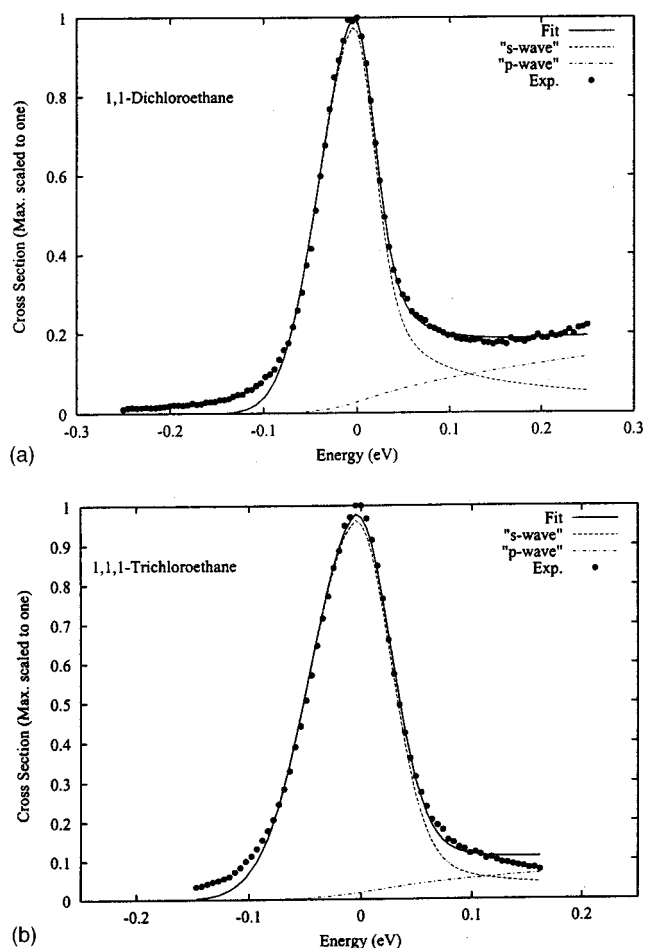 1
0.8
0.6
0.4
0.2
0
Cross Section (Max. scaled to one)
1,1-Dichloroethane
Fit
"s-wave"
"p-wave"
Exp.
-0.3
-0.2
-0.1
0
0.1
0.2
0.3
Energy (eV)
(a)
1
0.9
0.8
0.7
0.6
0.5
0.4
0.3
0.2
0.1
0
Cross Section (Max. scaled to one)
1,1,1-Trichloroethane
Fit
"s-wave"
"p-wave"
Exp.
-0.2
-0.1
0
0.1
0.2
Energy (eV)
(b)